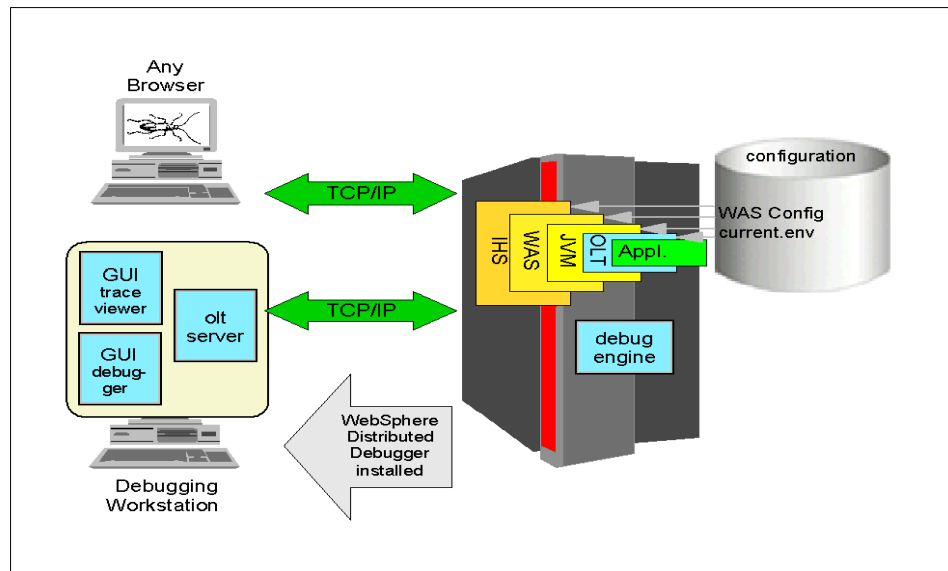 Any
Browser
TCP/IP
configuration
WAS Config
current.env
IHS
WAS
JVM
OLT
Appl.
GUI
trace
viewer
olt
server
GUI
debug-
ger
TCP/IP
debug
engine
WebSphere
Distributed
Debugger
installed
Debugging
Workstation